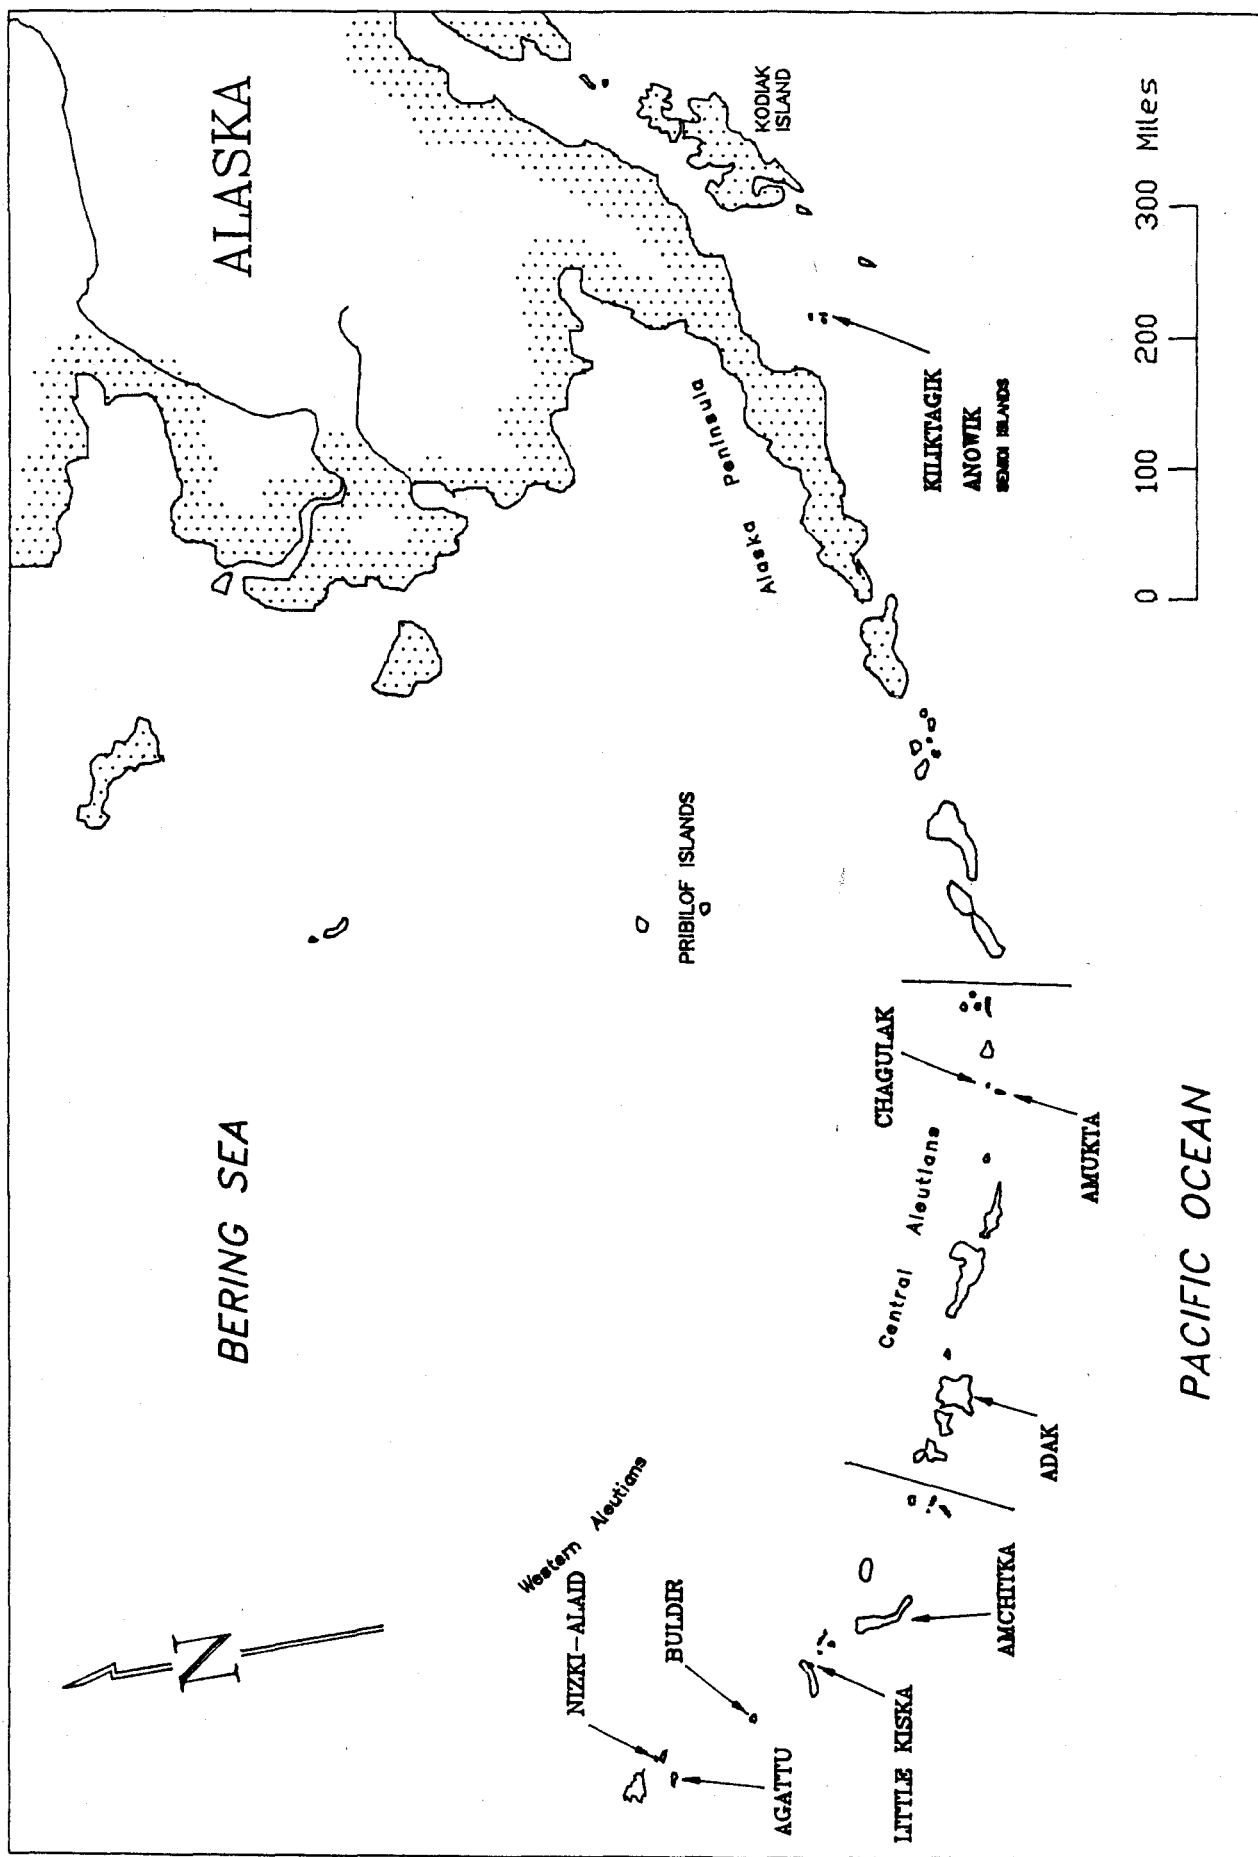 ALASKA
KODIAK
ISLAND
Alaska Peninsula
KILIKTAGIK
ANOWIK
SEMIDI ISLANDS
0 100 200 300 Miles
PRIBILOF ISLANDS
BERING SEA
CHAGULAK
AMUKTA
Central Aleutians
ADAK
PACIFIC OCEAN
Western Aleutians
NIZKI-ALAID
BULDIR
AGATTU
LITTLE KISKA
AMCHITKA
N